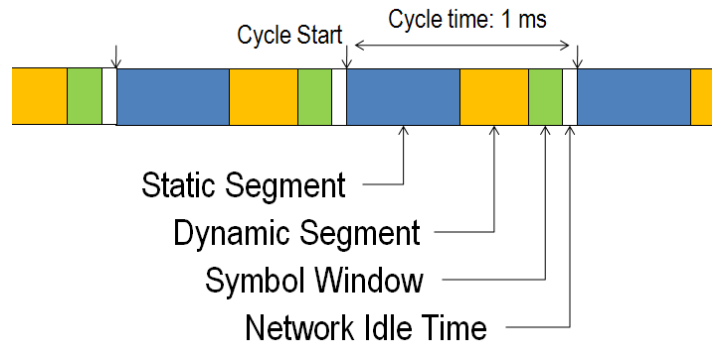 Cycle Start
Cycle time: 1 ms
Static Segment
Dynamic Segment
Symbol Window
Network Idle Time